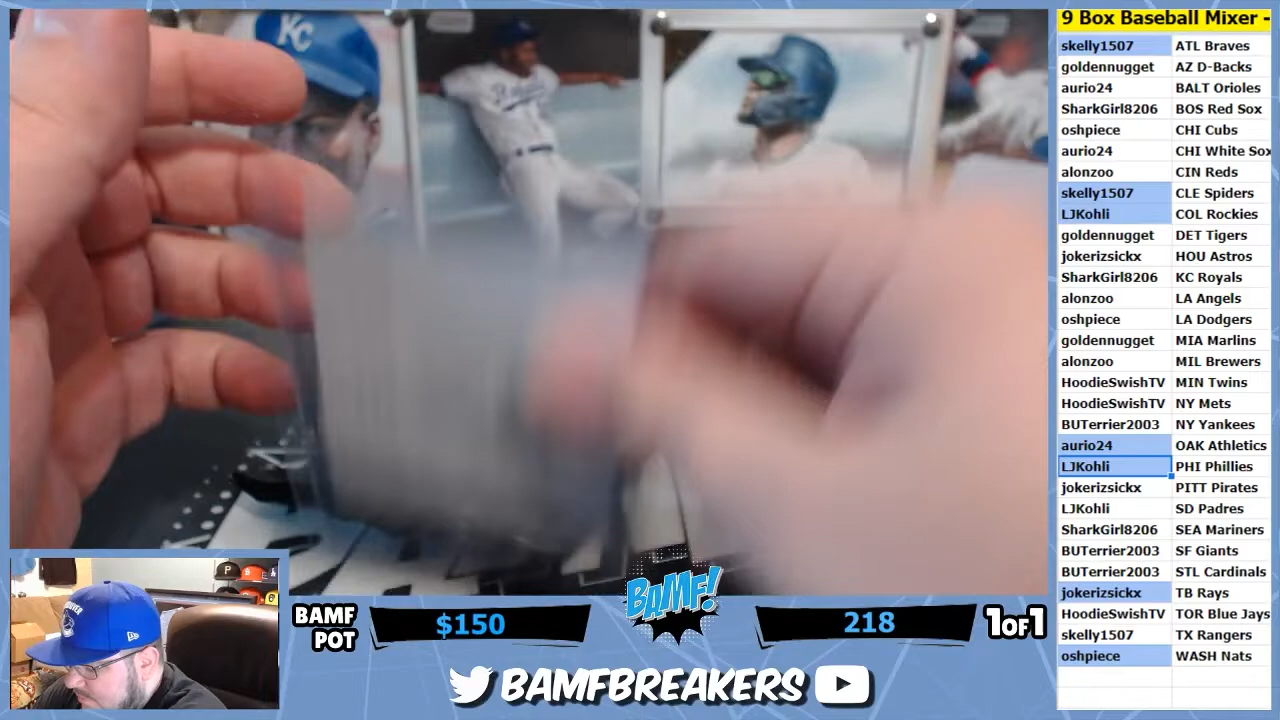 9 Box Baseball Mixer -
skelly1507 ATL Braves
goldennugget AZ D-Backs
aurio24 BALT Orioles
SharkGirl8206 BOS Red Sox
oshpiece CHI Cubs
aurio24 CHI White Sox
alonzoo CIN Reds
skelly1507 CLE Spiders
LJKohli COL Rockies
goldennugget DET Tigers
jokerizsickx HOU Astros
SharkGirl8206 KC Royals
alonzoo LA Angels
oshpiece LA Dodgers
goldennugget MIA Marlins
alonzoo MIL Brewers
HoodieSwishTV MIN Twins
HoodieSwishTV NY Mets
BUTerrier2003 NY Yankees
aurio24 OAK Athletics
LJKohli PHI Phillies
jokerizsickx PITT Pirates
LJKohli SD Padres
SharkGirl8206 SEA Mariners
BUTerrier2003 SF Giants
BUTerrier2003 STL Cardinals
jokerizsickx TB Rays
HoodieSwishTV TOR Blue Jays
skelly1507 TX Rangers
oshpiece WASH Nats
KC
BAMF POT $150
BAMF!
218 1OF1
BAMFBREAKERS